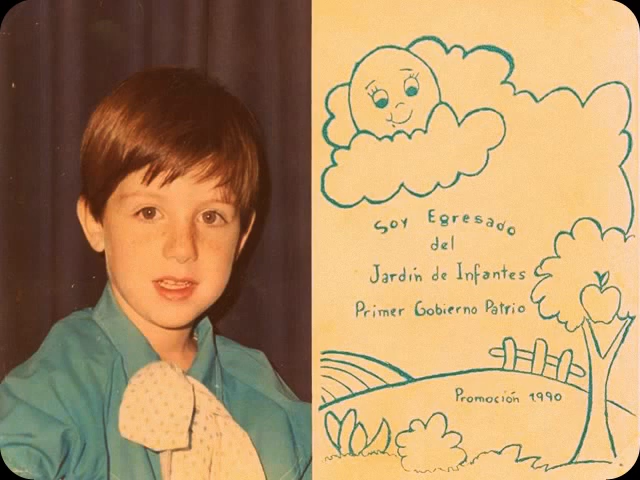 Soy Egresado
del
Jardín de Infantes
Primer Gobierno Patrio
Promoción 1990